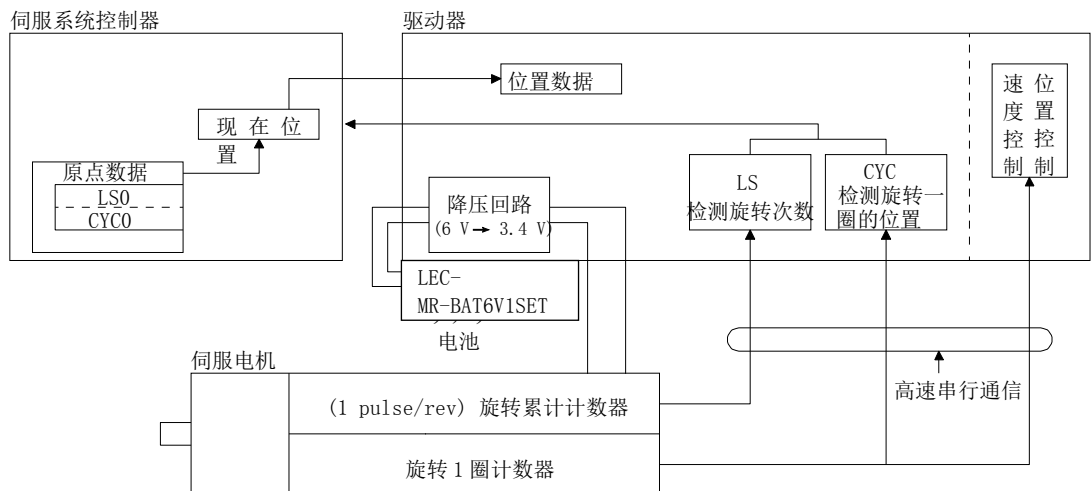 伺服系统控制器
驱动器
位置数据
现 在 位
置
原点数据
LS0
CYC0
降压回路
(6 V → 3.4 V)
LEC-
MR-BAT6V1SET
电池
LS
检测旋转次数
CYC
检测旋转一
圈的位置
位置控制
速度控制
高速串行通信
伺服电机
(1 pulse/rev) 旋转累计计数器
旋转1圈计数器